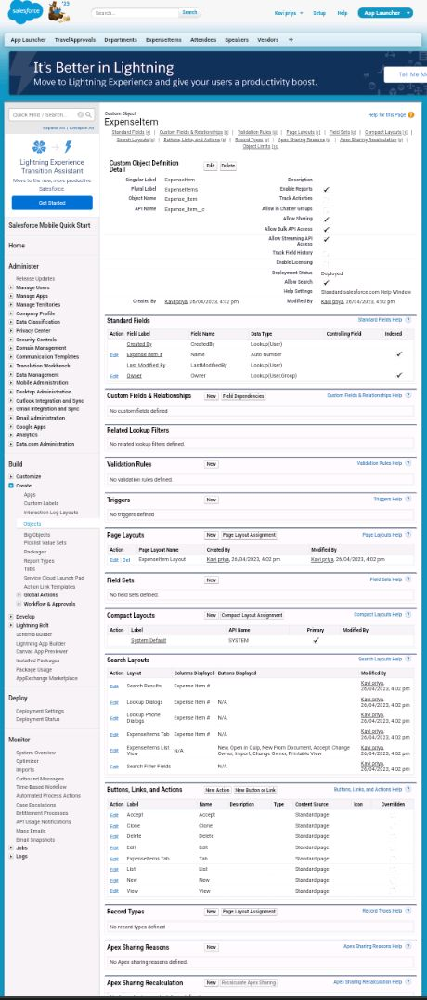 salesforce
'23
Search...
Search
Kavi priya
Setup
Help
App Launcher
App Launcher TravelApprovals Departments ExpenseItems Attendees Speakers Vendors +
It's Better in Lightning
Move to Lightning Experience and give your users a productivity boost.
Tell Me M
Quick Find / Search...
Expand All | Collapse All
Lightning Experience
Transition Assistant
Move to the new, more productive
Salesforce
Get Started
Salesforce Mobile Quick Start
Home
Administer
Release Updates
Manage Users
Manage Apps
Manage Territories
Company Profile
Data Classification
Privacy Center
Security Controls
Domain Management
Communication Templates
Translation Workbench
Data Management
Mobile Administration
Desktop Administration
Outlook Integration and Sync
Gmail Integration and Sync
Email Administration
Google Apps
Analytics
Data.com Administration
Build
Customize
Create
Apps
Custom Labels
Interaction Log Layouts
Objects
Big Objects
Picklist Value Sets
Packages
Report Types
Tabs
Service Cloud Launch Pad
Action Link Templates
Global Actions
Workflow & Approvals
Develop
Lightning Bolt
Schema Builder
Lightning App Builder
Canvas App Previewer
Installed Packages
Package Usage
AppExchange Marketplace
Deploy
Deployment Settings
Deployment Status
Monitor
System Overview
Optimizer
Imports
Outbound Messages
Time-Based Workflow
Automated Process Actions
Case Escalations
Entitlement Processes
API Usage Notifications
Mass Emails
Email Snapshots
Jobs
Logs
Custom Object
ExpenseItem
Help for this Page
Standard Fields [4] | Custom Fields & Relationships [0] | Validation Rules [0] | Page Layouts [1] | Field Sets [0] | Compact Layouts [1] |
Search Layouts [6] | Buttons, Links, and Actions [8] | Record Types [0] | Apex Sharing Reasons [0] | Apex Sharing Recalculation [0] |
Object Limits [10]
Custom Object Definition
Detail
Edit Delete
Singular Label ExpenseItem Description
Plural Label ExpenseItems Enable Reports ✓
Object Name Expense_Item Track Activities
API Name Expense_Item__c Allow in Chatter Groups
Allow Sharing ✓
Allow Bulk API Access ✓
Allow Streaming API
Access ✓
Track Field History
Enable Licensing
Deployment Status Deployed
Allow Search ✓
Help Settings Standard salesforce.com Help Window
Created By Kavi priya, 26/04/2023, 4:02 pm Modified By Kavi priya, 26/04/2023, 4:02 pm
Standard Fields Standard Fields Help
Action Field Label Field Name Data Type Controlling Field Indexed
Created By CreatedBy Lookup(User)
Edit Expense Item # Name Auto Number ✓
Last Modified By LastModifiedBy Lookup(User)
Edit Owner Owner Lookup(User,Group) ✓
Custom Fields & Relationships New Field Dependencies Custom Fields & Relationships Help
No custom fields defined
Related Lookup Filters
No related lookup filters defined.
Validation Rules New Validation Rules Help
No validation rules defined.
Triggers New Triggers Help
No triggers defined
Page Layouts New Page Layout Assignment Page Layouts Help
Action Page Layout Name Created By Modified By
Edit | Del ExpenseItem Layout Kavi priya, 26/04/2023, 4:02 pm Kavi priya, 26/04/2023, 4:02 pm
Field Sets New Field Sets Help
No field sets defined.
Compact Layouts New Compact Layout Assignment Compact Layouts Help
Action Label API Name Primary Modified By
System Default SYSTEM ✓
Search Layouts Search Layouts Help
Action Layout Columns Displayed Buttons Displayed Modified By
Edit Search Results Expense Item # Kavi priya, 26/04/2023, 4:02 pm
Edit Lookup Dialogs Expense Item # N/A Kavi priya, 26/04/2023, 4:02 pm
Edit Lookup Phone Dialogs Expense Item # N/A Kavi priya, 26/04/2023, 4:02 pm
Edit ExpenseItems Tab Expense Item # N/A Kavi priya, 26/04/2023, 4:02 pm
Edit ExpenseItems List View N/A New, Open in Quip, New From Document, Accept, Change Owner, Import, Change Owner, Printable View Kavi priya, 26/04/2023, 4:02 pm
Edit Search Filter Fields N/A Kavi priya, 26/04/2023, 4:02 pm
Buttons, Links, and Actions New Action New Button or Link Buttons, Links, and Actions Help
Action Label Name Description Type Content Source Icon Overridden
Edit Accept Accept Standard page
Edit Clone Clone Standard page
Edit Delete Delete Standard page
Edit Edit Edit Standard page
Edit ExpenseItems Tab Tab Standard page
Edit List List Standard page
Edit New New Standard page
Edit View View Standard page
Record Types New Page Layout Assignment Record Types Help
No record types defined
Apex Sharing Reasons New Apex Sharing Reasons Help
No Apex sharing reasons defined.
Apex Sharing Recalculation New Recalculate Apex Sharing Apex Sharing Recalculation Help